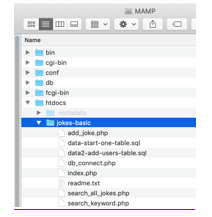 MAMP
Name
bin
cgi-bin
conf
db
fcgi-bin
htdocs
.metadata
jokes-basic
add_joke.php
data-start-one-table.sql
data2-add-users-table.sql
db_connect.php
index.php
readme.txt
search_all_jokes.php
search_keyword.php